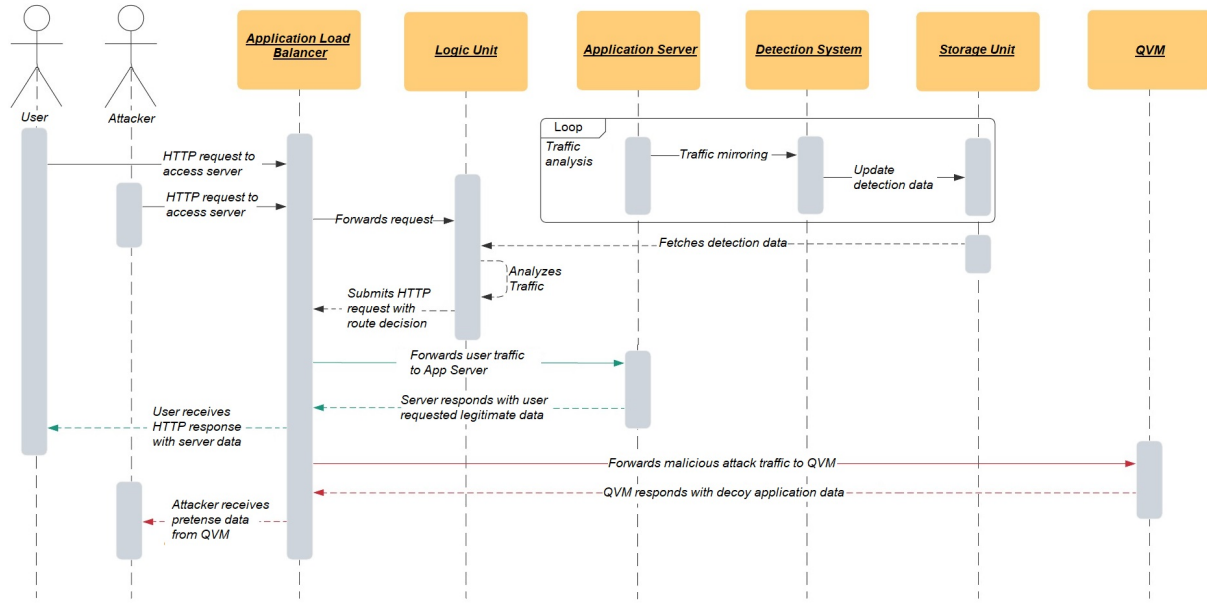 Application Load
Balancer
Logic Unit
Application Server
Detection System
Storage Unit
QVM
User
Attacker
Loop
Traffic
analysis
Traffic mirroring
Update
detection data
HTTP request to
access server
HTTP request to
access server
Forwards request
Fetches detection data
Analyzes
Traffic
Submits HTTP
request with
route decision
Forwards user traffic
to App Server
Server responds with user
requested legitimate data
User receives
HTTP response
with server data
Forwards malicious attack traffic to QVM
QVM responds with decoy application data
Attacker receives
pretense data
from QVM